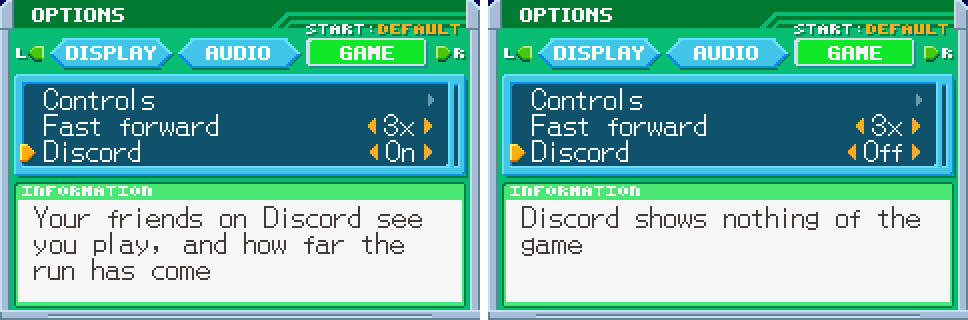 OPTIONS
START:DEFAULT
L DISPLAY AUDIO GAME R
Controls
Fast forward 3x
Discord On
INFORMATION
Your friends on Discord see
you play, and how far the
run has come
OPTIONS
START:DEFAULT
L DISPLAY AUDIO GAME R
Controls
Fast forward 3x
Discord Off
INFORMATION
Discord shows nothing of the
game